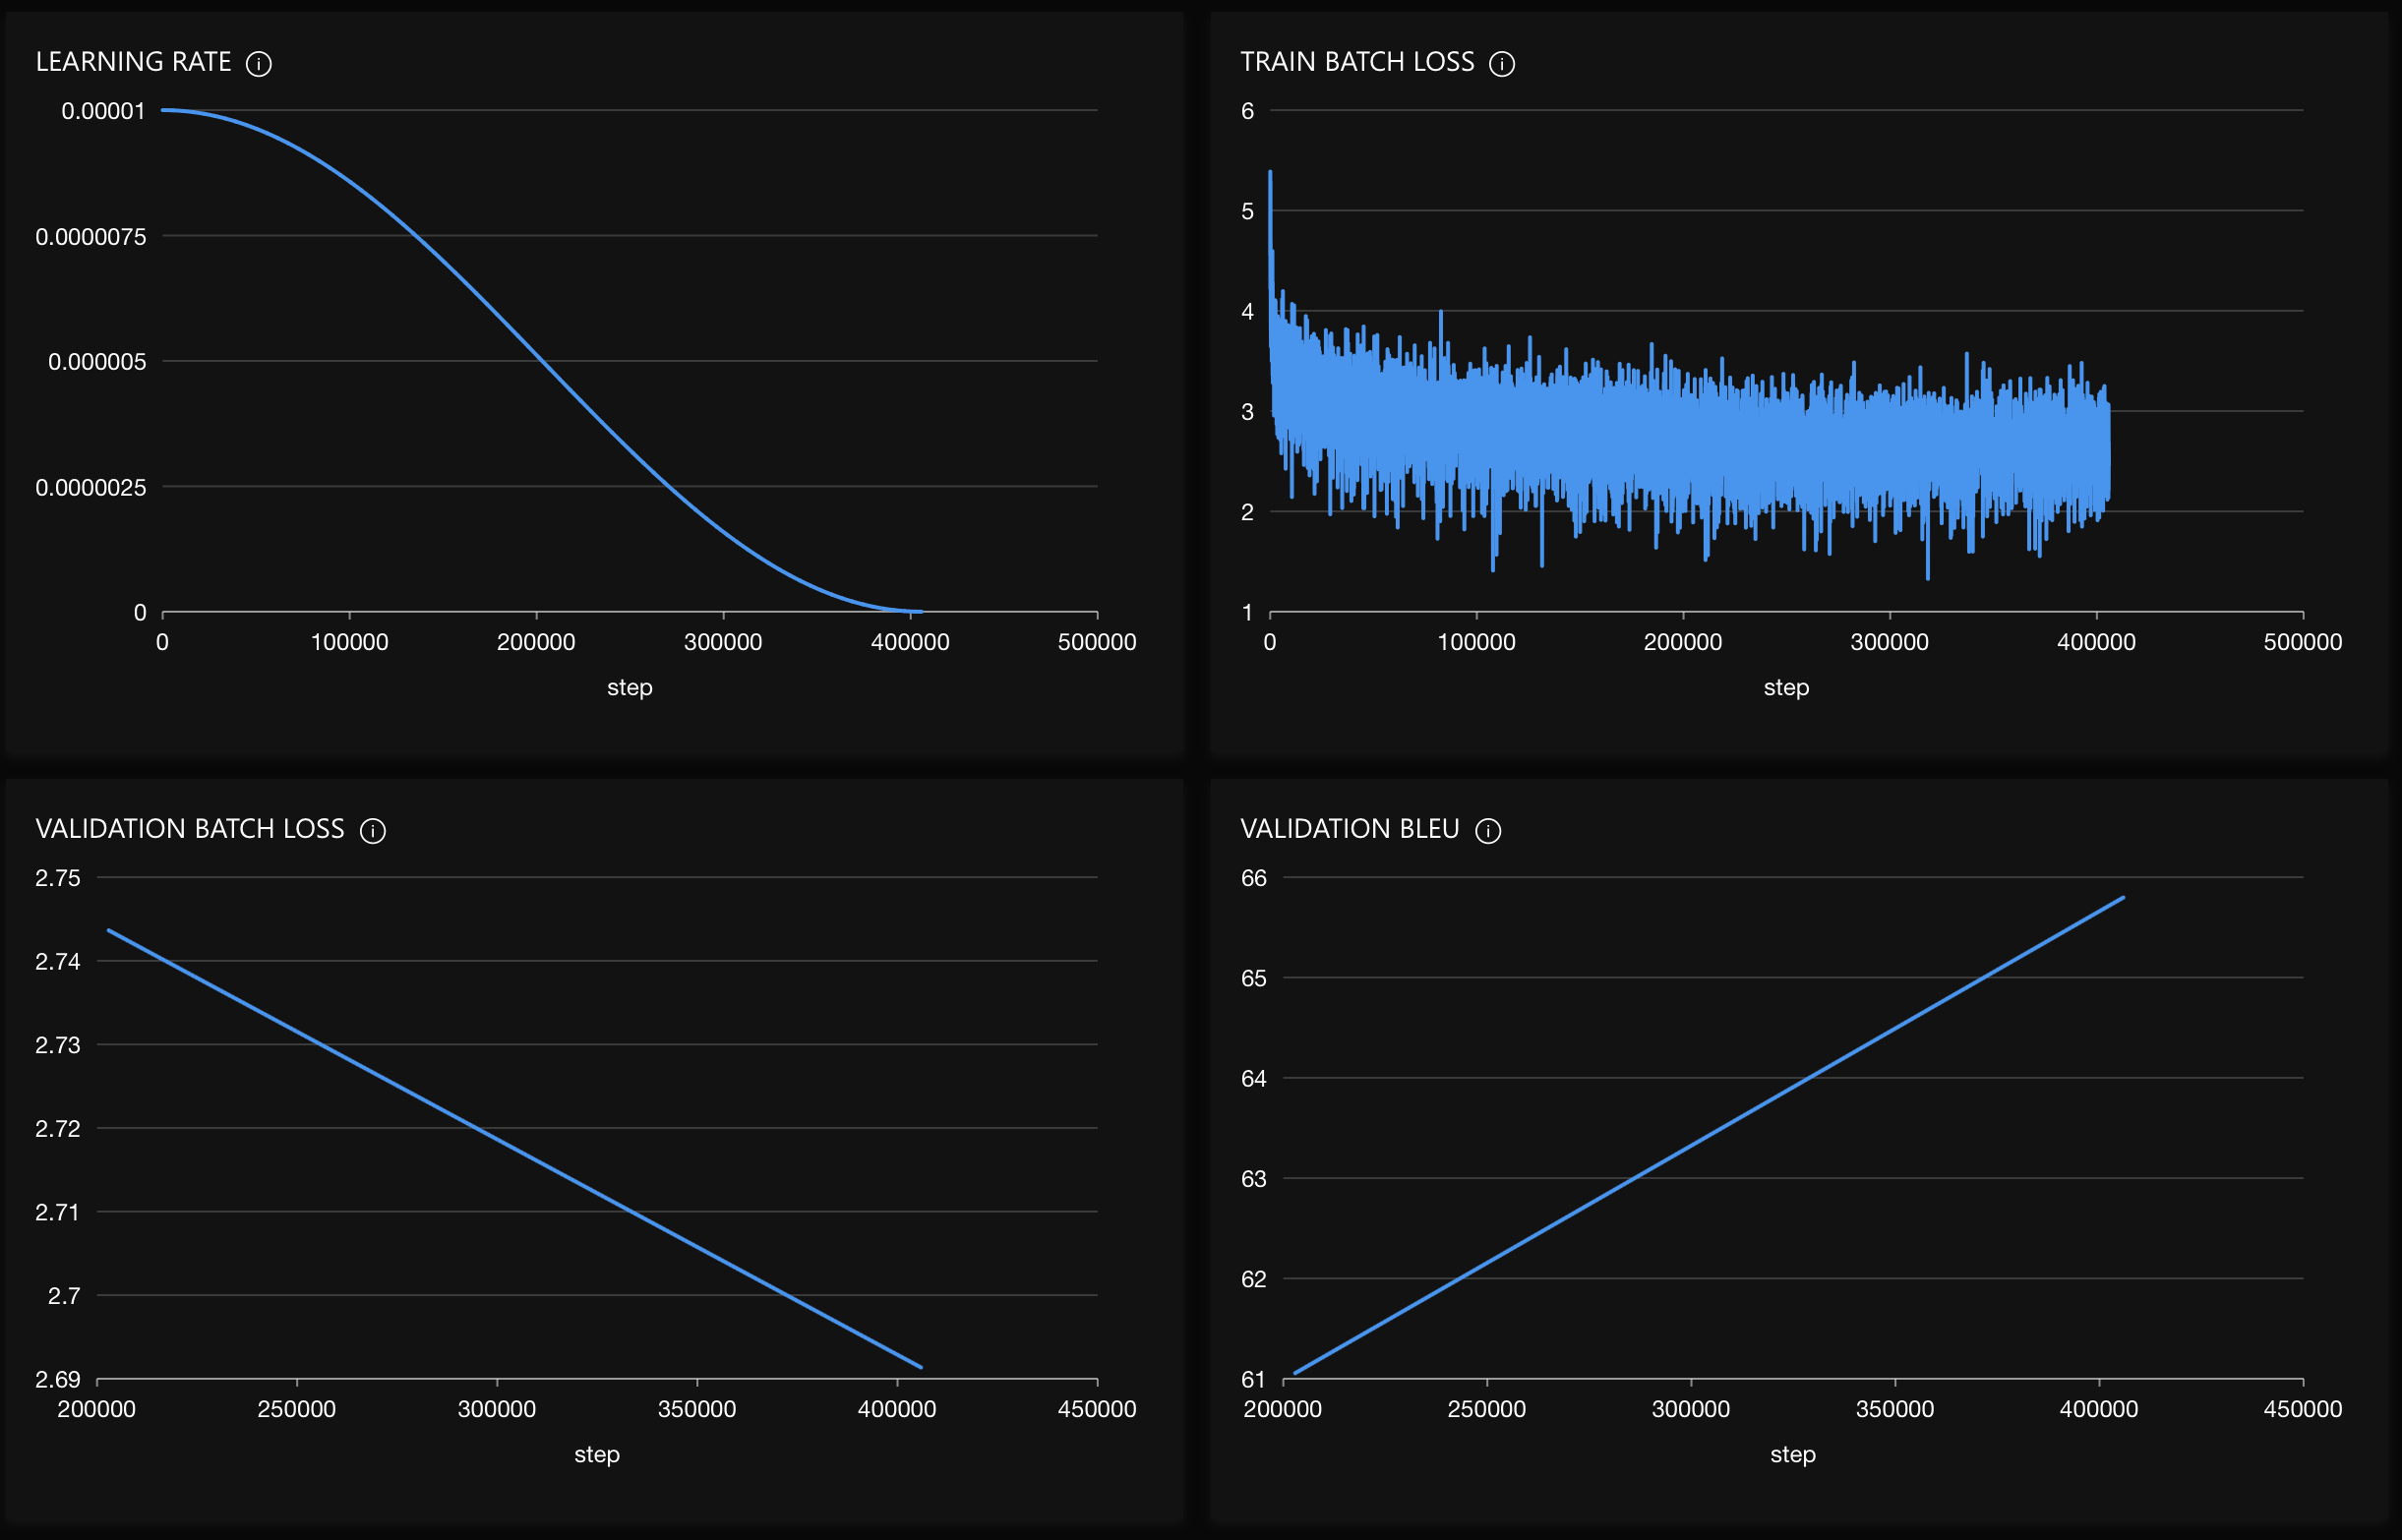 LEARNING RATE
0.00001
0.0000075
0.000005
0.0000025
0
0 100000 200000 300000 400000 500000
step
TRAIN BATCH LOSS
6
5
4
3
2
1
0 100000 200000 300000 400000 500000
step
VALIDATION BATCH LOSS
2.75
2.74
2.73
2.72
2.71
2.7
2.69
200000 250000 300000 350000 400000 450000
step
VALIDATION BLEU
66
65
64
63
62
61
200000 250000 300000 350000 400000 450000
step